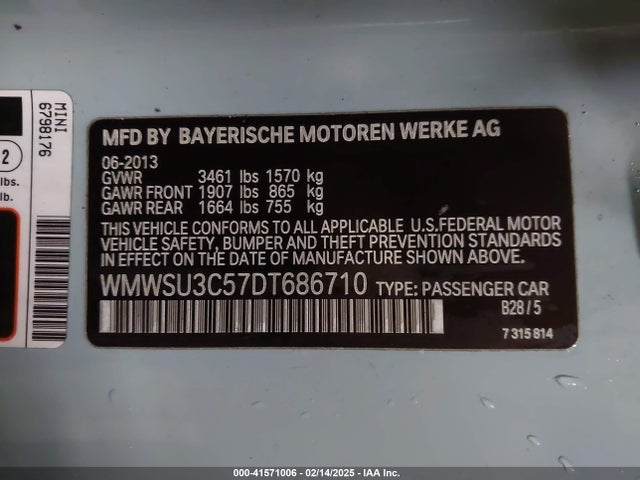 MINI
6798176
2
lbs.
lb.
MFD BY BAYERISCHE MOTOREN WERKE AG
06-2013
GVWR 3461 lbs 1570 kg
GAWR FRONT 1907 lbs 865 kg
GAWR REAR 1664 lbs 755 kg
THIS VEHICLE CONFORMS TO ALL APPLICABLE U.S.FEDERAL MOTOR
VEHICLE SAFETY, BUMPER AND THEFT PREVENTION STANDARDS
IN EFFECT ON THE DATE OF MANUFACTURE SHOWN ABOVE.
WMWSU3C57DT686710 TYPE: PASSENGER CAR
B28 / 5
7 315 814
000-41571006 - 02/14/2025 - IAA Inc.